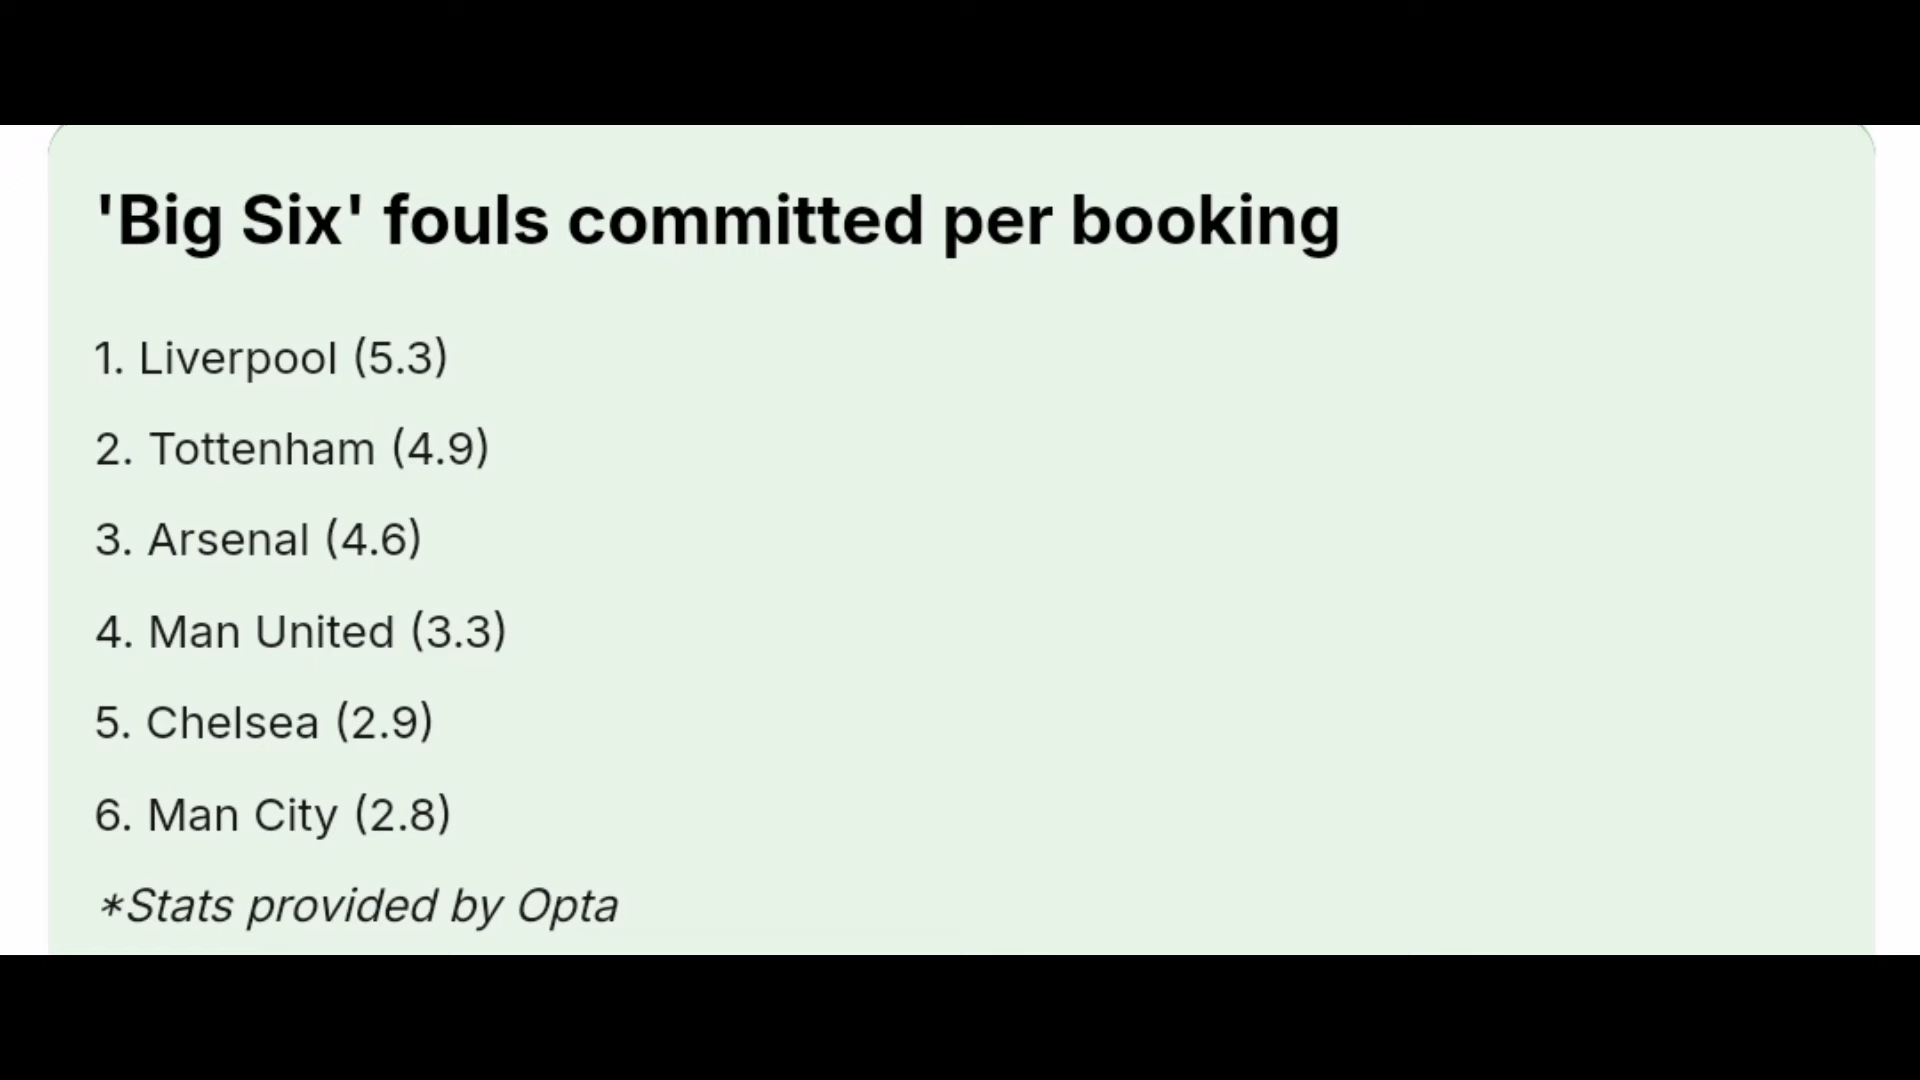 'Big Six' fouls committed per booking
1. Liverpool (5.3)
2. Tottenham (4.9)
3. Arsenal (4.6)
4. Man United (3.3)
5. Chelsea (2.9)
6. Man City (2.8)
*Stats provided by Opta